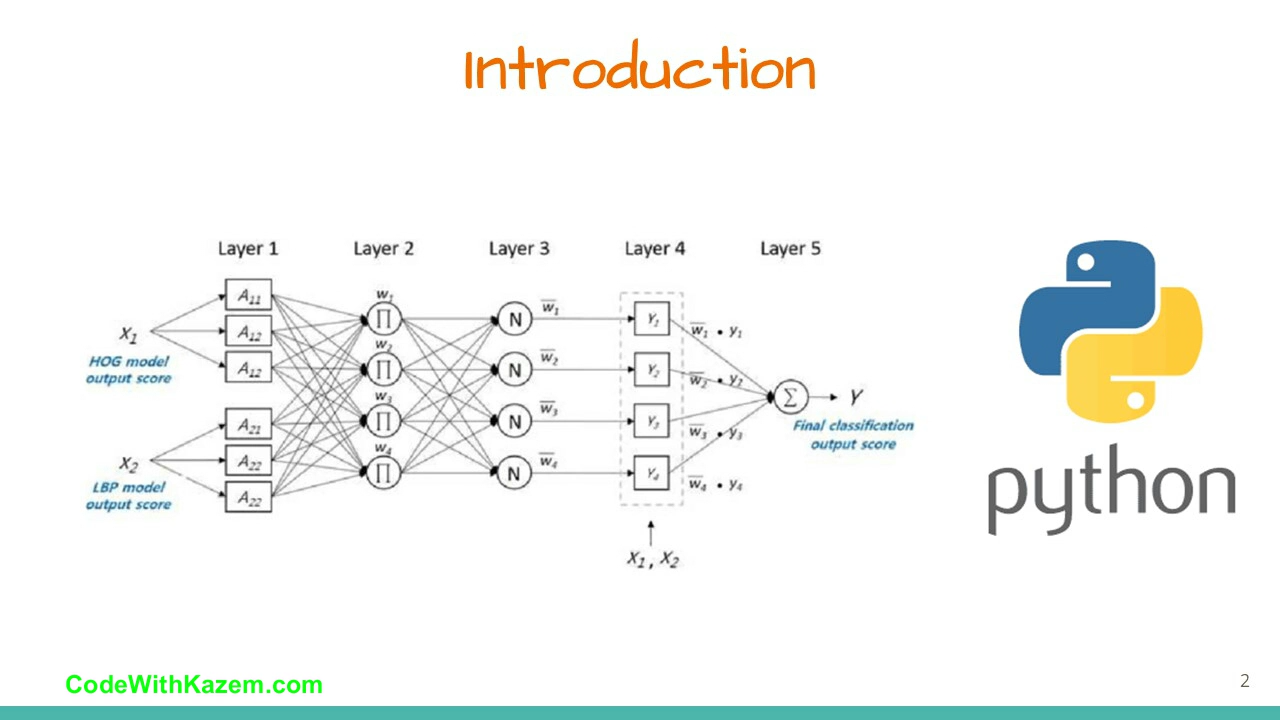 Introduction
Layer 1 Layer 2 Layer 3 Layer 4 Layer 5
X1
HOG model
output score
A11
A12
A12
X2
LBP model
output score
A21
A22
A22
w1
∏
w2
∏
w3
∏
w4
∏
N
N
N
N
w̅1
w̅2
w̅3
w̅4
Y1
Y2
Y3
Y4
X1, X2
w̅1 • y1
w̅2 • y2
w̅3 • y3
w̅4 • y4
∑
Y
Final classification
output score
python
CodeWithKazem.com
2